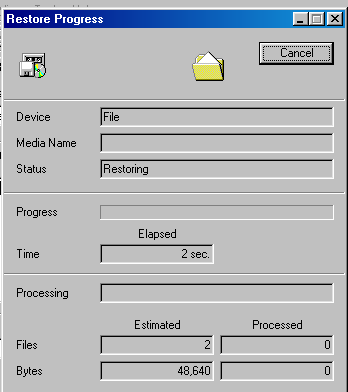 Restore Progress
Cancel
Device File
Media Name
Status Restoring
Progress
Elapsed
Time 2 sec.
Processing
Estimated Processed
Files 2 0
Bytes 48,640 0